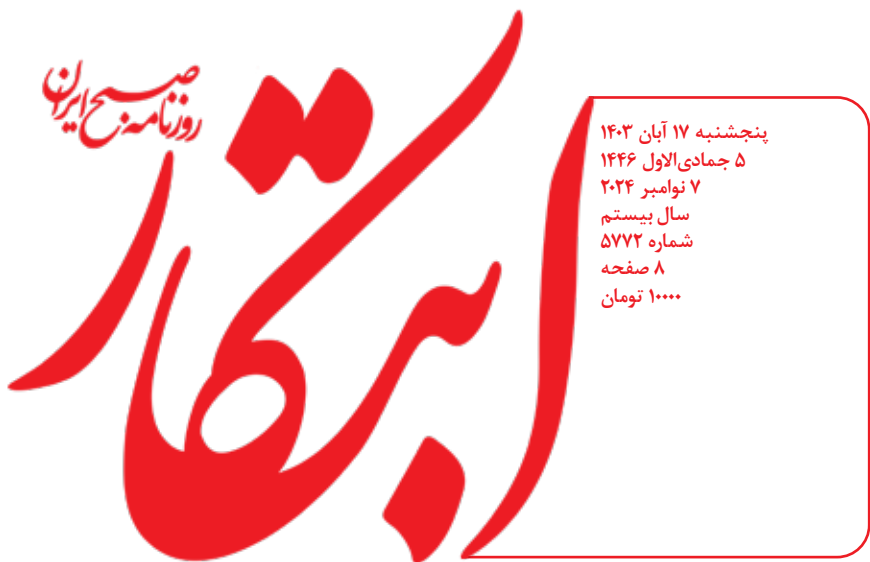 روزنامه صبح ایران
ابتکار
پنجشنبه ۱۷ آبان ۱۴۰۳
۵ جمادی‌الاول ۱۴۴۶
۷ نوامبر ۲۰۲۴
سال بیستم
شماره ۵۷۷۲
۸ صفحه
۱۰۰۰۰ تومان